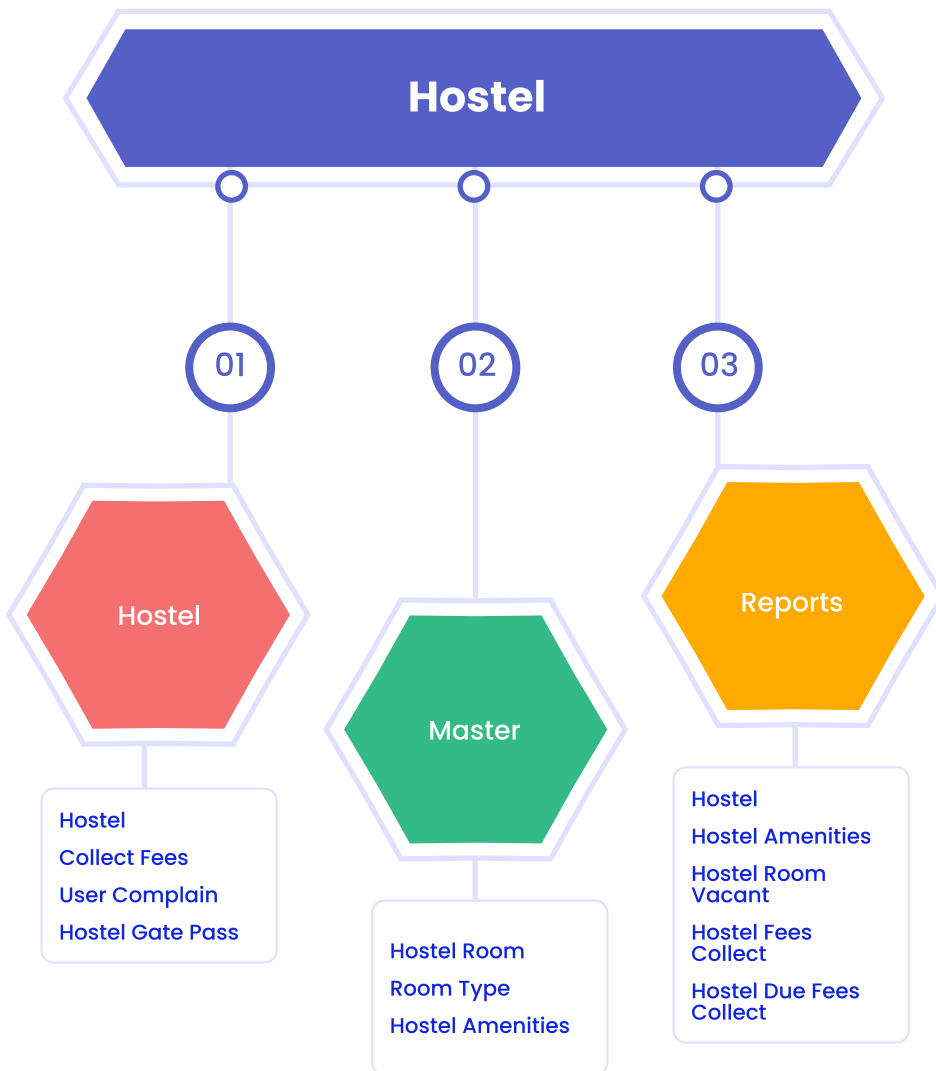 Hostel
01
02
03
Hostel
Master
Reports
Hostel
Collect Fees
User Complain
Hostel Gate Pass
Hostel Room
Room Type
Hostel Amenities
Hostel
Hostel Amenities
Hostel Room
Vacant
Hostel Fees
Collect
Hostel Due Fees
Collect